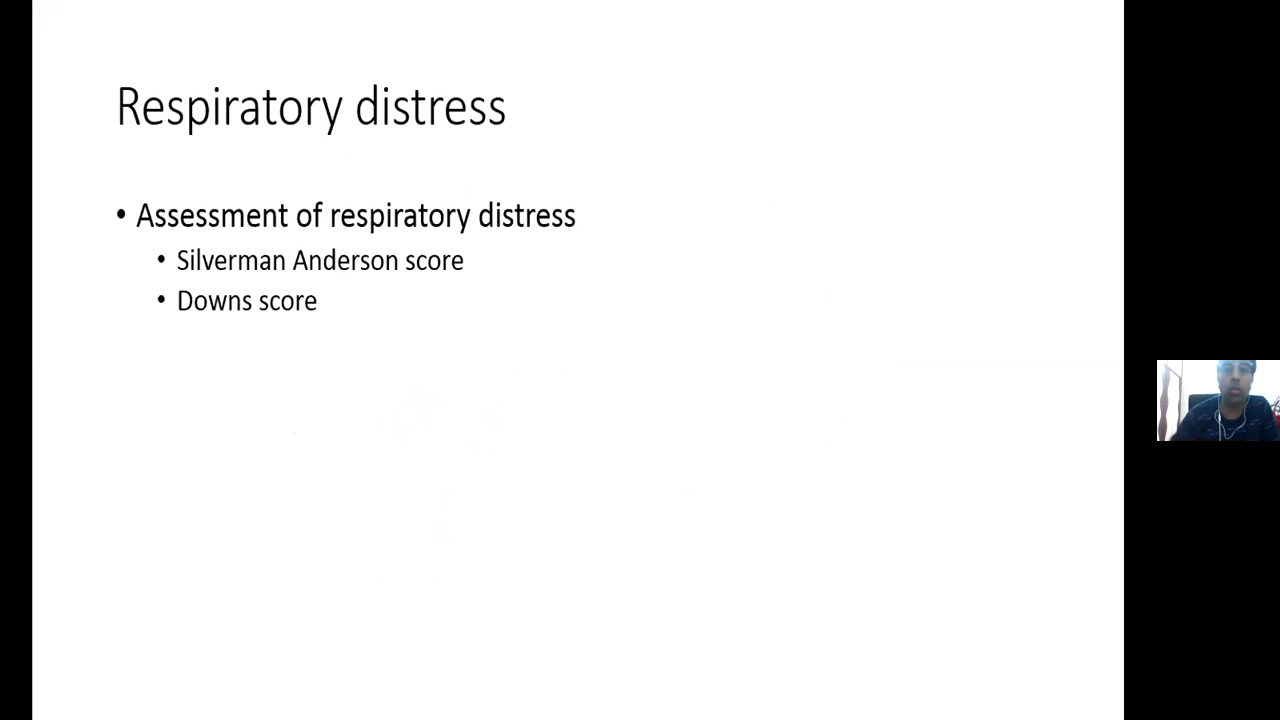 Respiratory distress
• Assessment of respiratory distress
• Silverman Anderson score
• Downs score